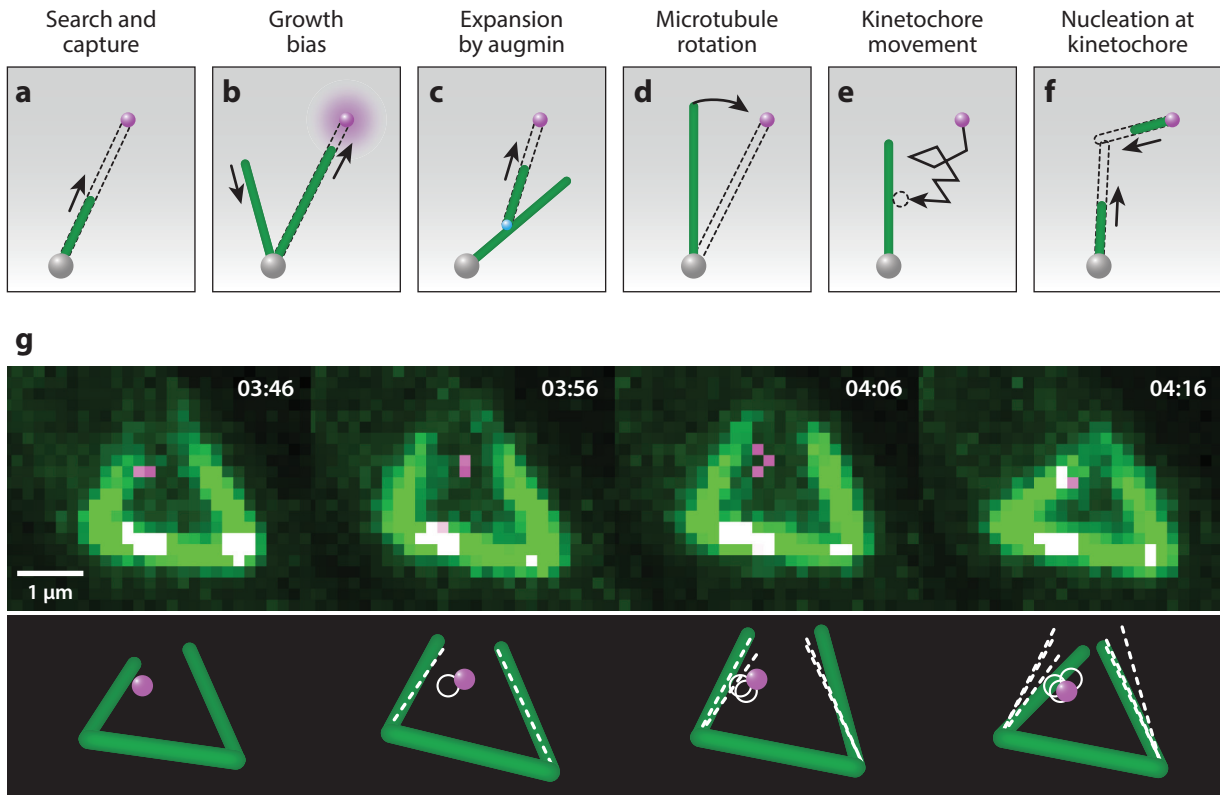 Search and
capture
Growth
bias
Expansion
by augmin
Microtubule
rotation
Kinetochore
movement
Nucleation at
kinetochore
a
b
c
d
e
f
g
03:46
03:56
04:06
04:16
1 μm